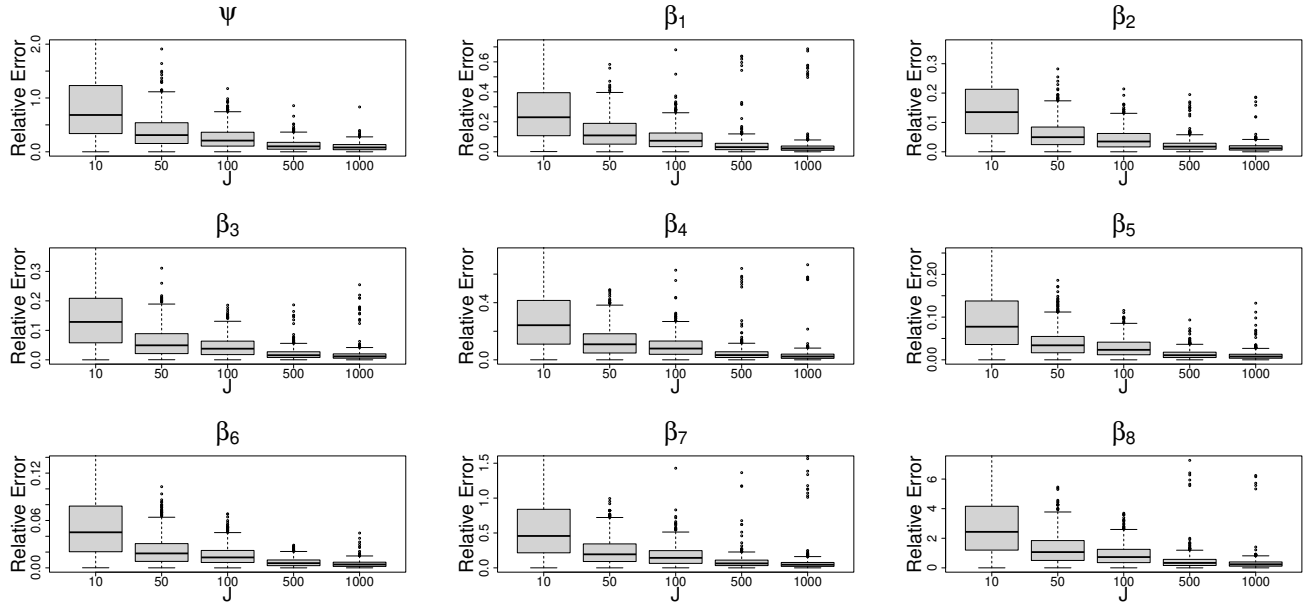 ψ
Relative Error
0.0 1.0 2.0
10 50 100 500 1000
J
β1
Relative Error
0.0 0.2 0.4 0.6
10 50 100 500 1000
J
β2
Relative Error
0.0 0.1 0.2 0.3
10 50 100 500 1000
J
β3
Relative Error
0.0 0.1 0.2 0.3
10 50 100 500 1000
J
β4
Relative Error
0.0 0.4
10 50 100 500 1000
J
β5
Relative Error
0.00 0.10 0.20
10 50 100 500 1000
J
β6
Relative Error
0.00 0.06 0.12
10 50 100 500 1000
J
β7
Relative Error
0.0 0.5 1.0 1.5
10 50 100 500 1000
J
β8
Relative Error
0 2 4 6
10 50 100 500 1000
J